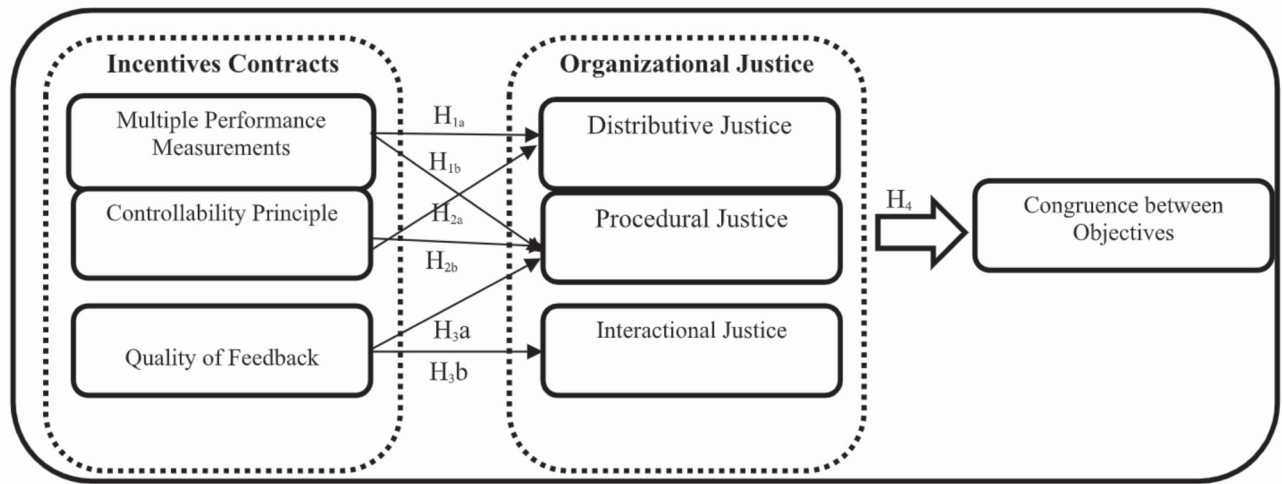 Incentives Contracts
Multiple Performance
Measurements
Controllability Principle
Quality of Feedback
H1a
H1b
H2a
H2b
H3a
H3b
Organizational Justice
Distributive Justice
Procedural Justice
Interactional Justice
H4
Congruence between
Objectives